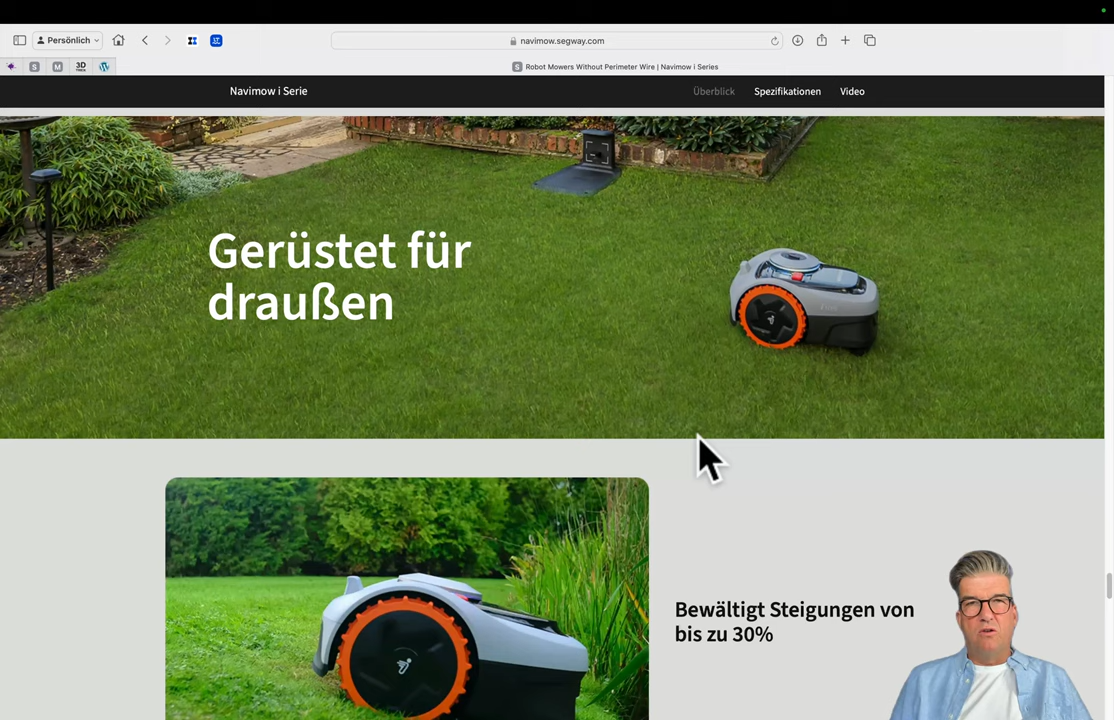 Persönlich
navimow.segway.com
S
M
3D
S Robot Mowers Without Perimeter Wire | Navimow i Series
Navimow i Serie
Überblick
Spezifikationen
Video
Gerüstet für
draußen
Bewältigt Steigungen von
bis zu 30%